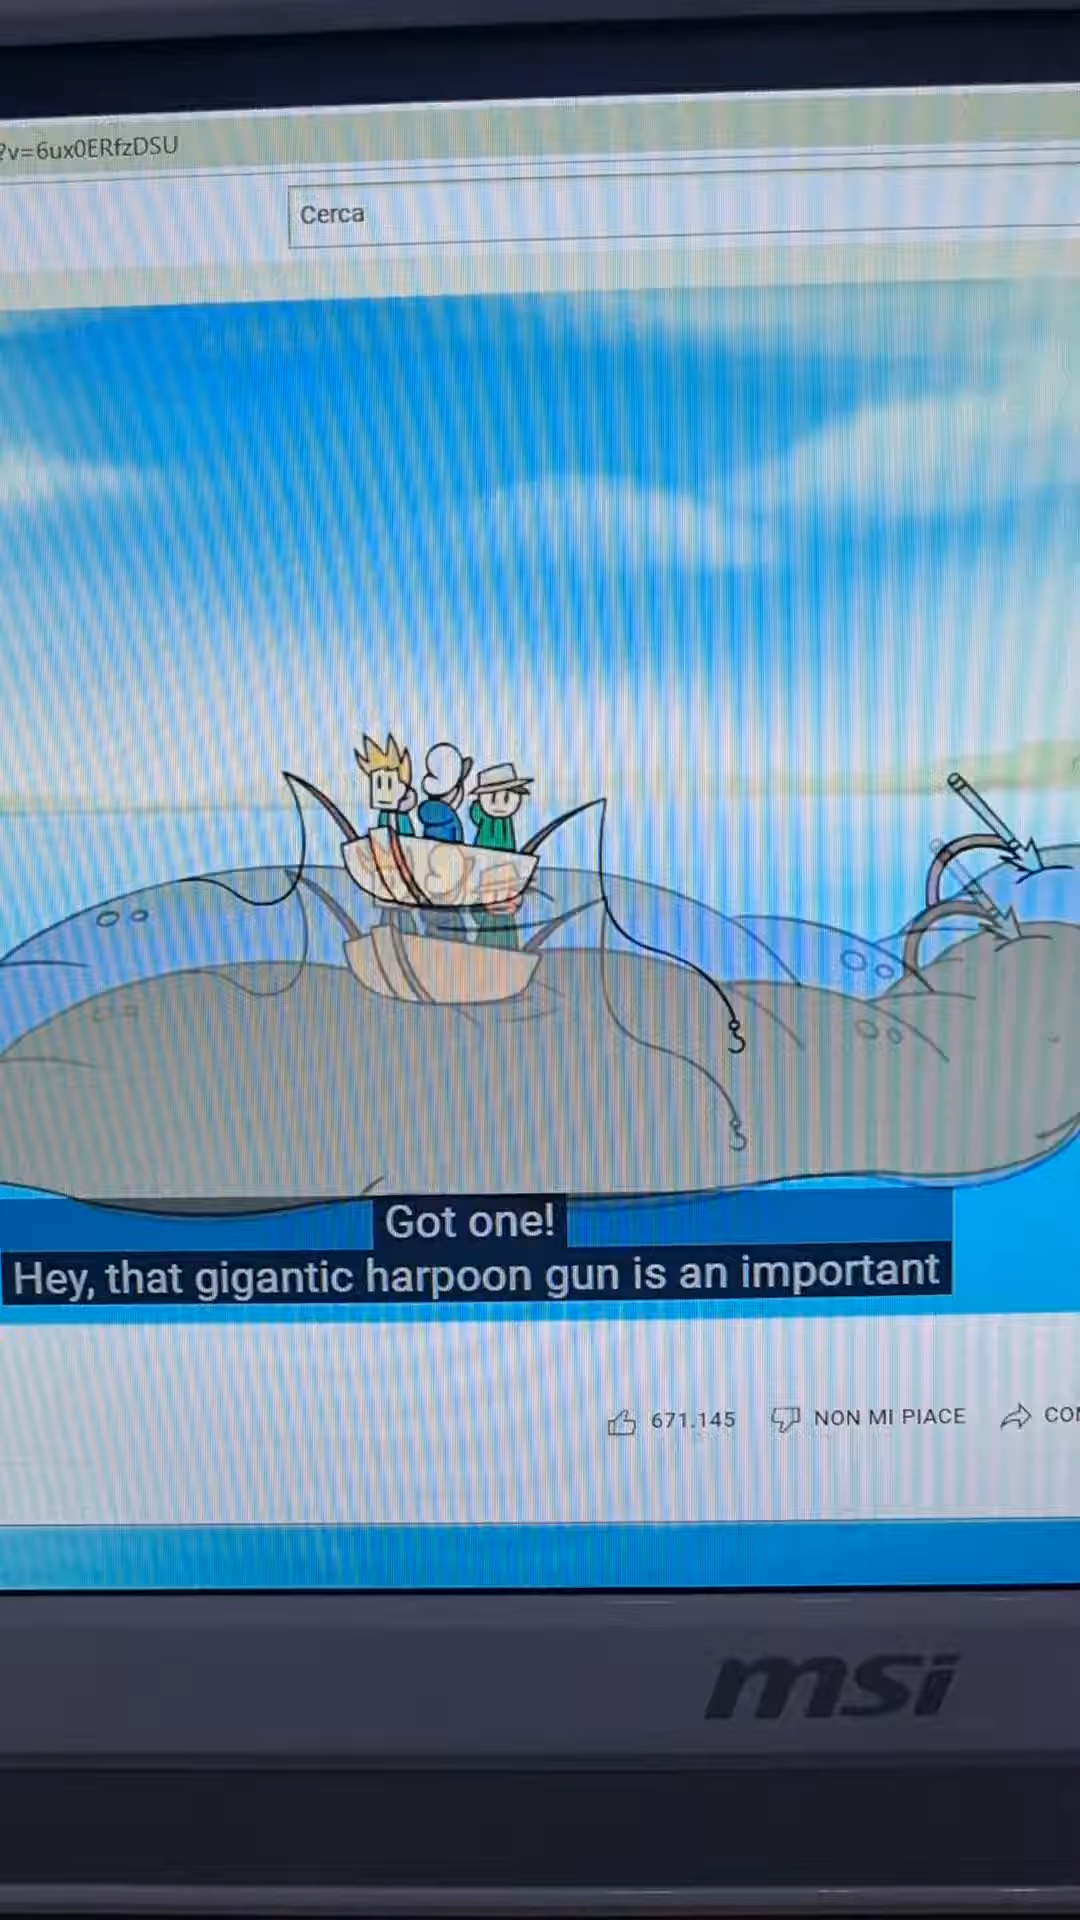 ?v=6ux0ERfzDSU
Cerca
Got one!
Hey, that gigantic harpoon gun is an important
671.145 NON MI PIACE
msi